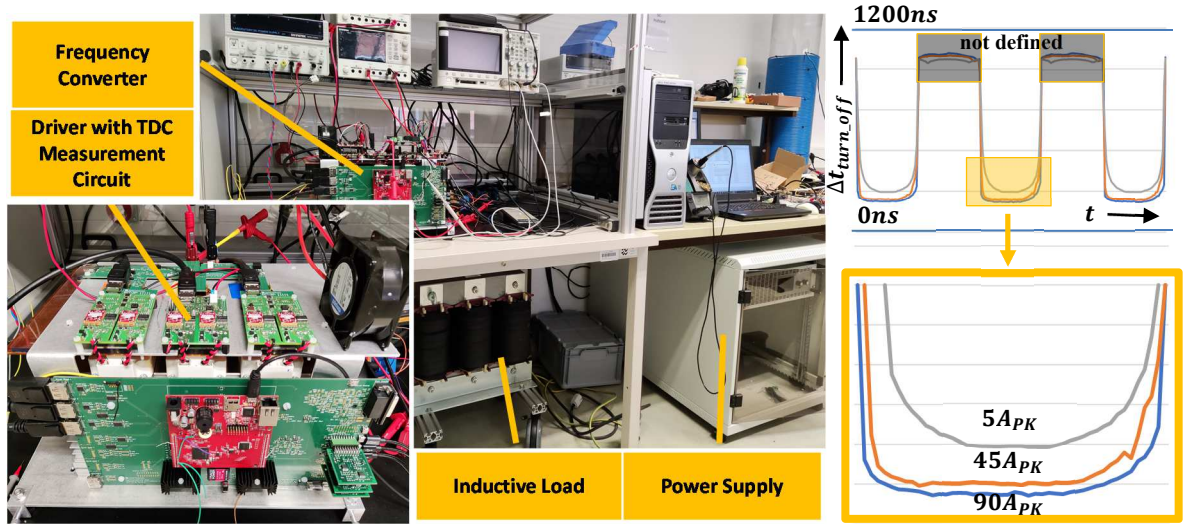 Frequency
Converter
Driver with TDC
Measurement
Circuit
Inductive Load
Power Supply
1200ns
not defined
Δt_turn_off
0ns
t
5A_PK
45A_PK
90A_PK